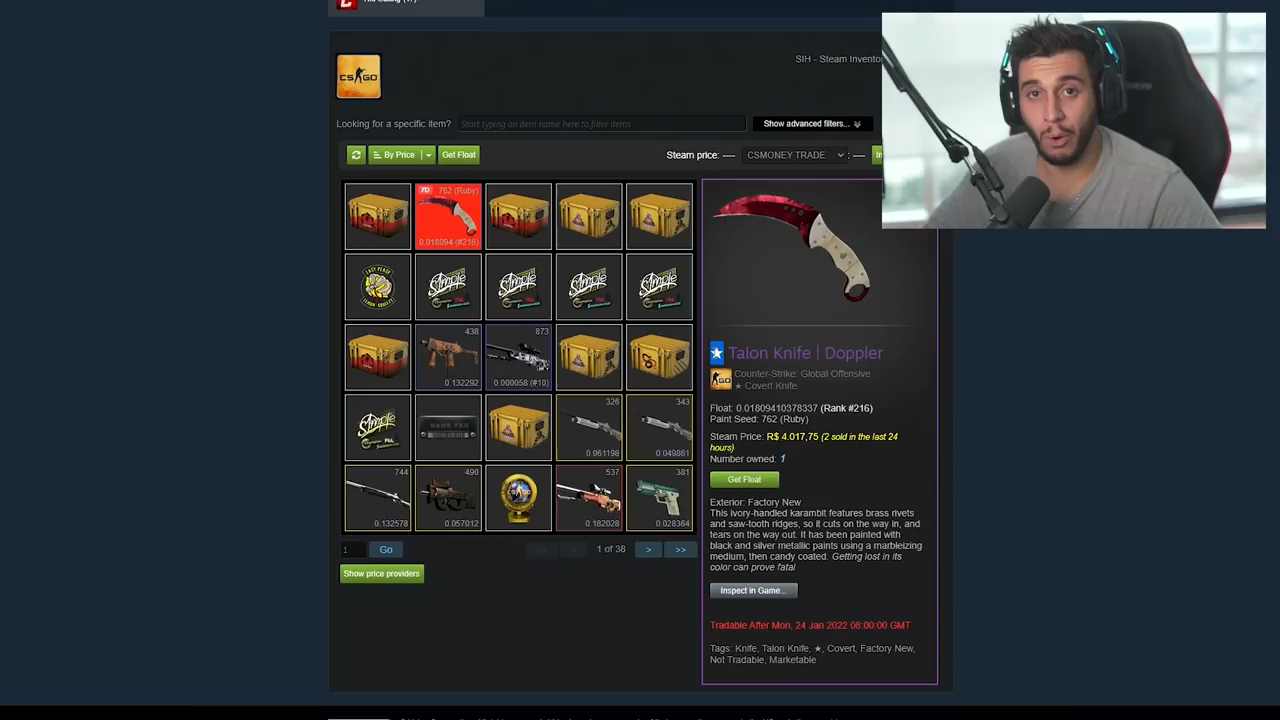 SIH - Steam Invento
CS GO
Looking for a specific item? Start typing an item name here to filter items Show advanced filters...
By Price Get Float Steam price: — CSMONEY TRADE : — In
7D 762 (Ruby)
0.018094 (#216)
438 873
0.132292 0.000058 (#10)
326 343
NAME TAG 0.061198 0.049861
744 490 537 381
0.132578 0.057012 0.182028 0.028364
1 Go << < 1 of 38 > >>
Show price providers
Talon Knife | Doppler
Counter-Strike: Global Offensive
★ Covert Knife
Float: 0.01809410378337 (Rank #216)
Paint Seed: 762 (Ruby)
Steam Price: R$ 4.017,75 (2 sold in the last 24
hours)
Number owned: 1
Get Float
Exterior: Factory New
This ivory-handled karambit features brass rivets
and saw-tooth ridges, so it cuts on the way in, and
tears on the way out. It has been painted with
black and silver metallic paints using a marbleizing
medium, then candy coated. Getting lost in its
color can prove fatal
Inspect in Game...
Tradable After Mon, 24 Jan 2022 08:00:00 GMT
Tags: Knife, Talon Knife, ★, Covert, Factory New,
Not Tradable, Marketable